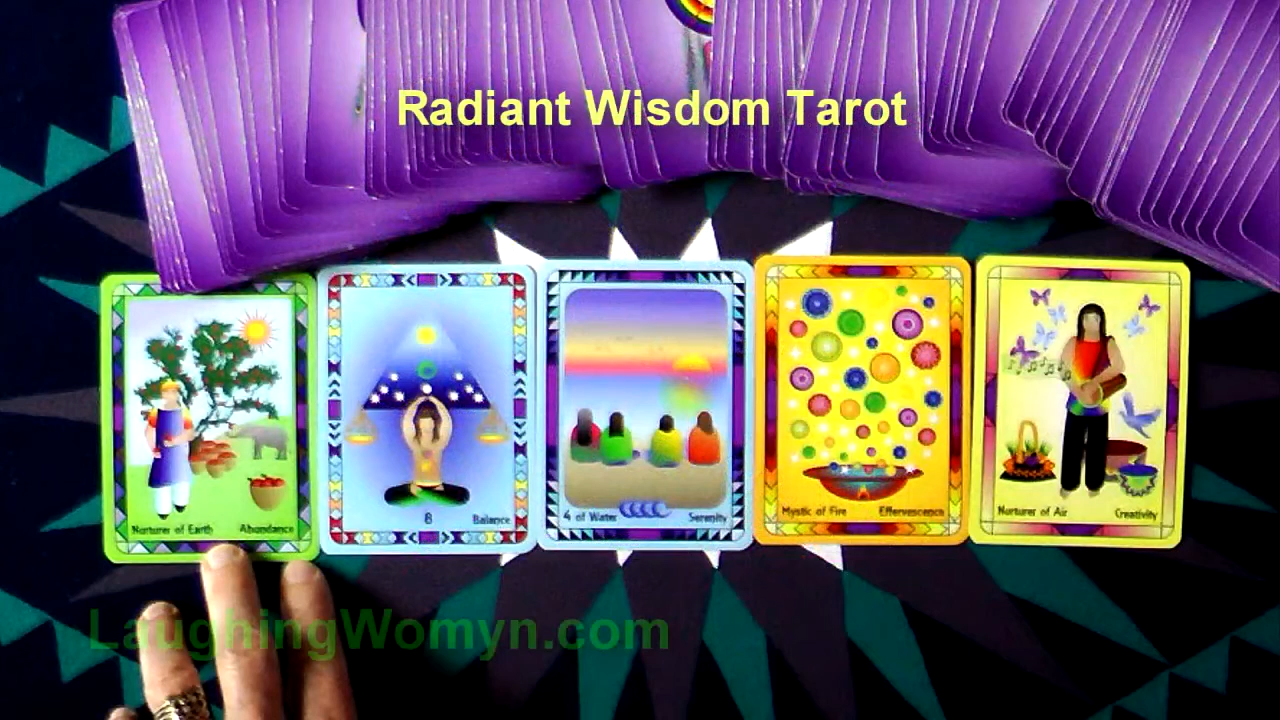 Radiant Wisdom Tarot
Nurturer of Earth Abundance
8 Balance
4 of Water Serenity
Mystic of Fire Effervescence
Nurturer of Air Creativity
LaughingWomyn.com